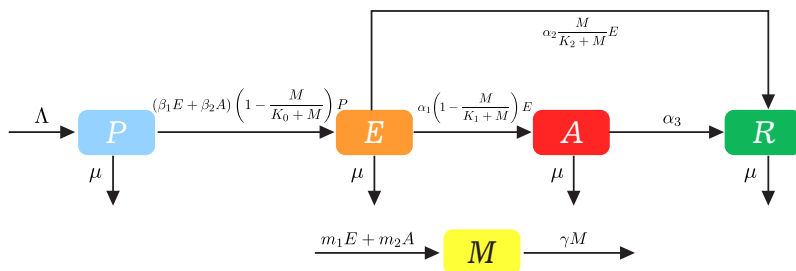 α₂ M/(K₂ + M) E
Λ
P
(β₁E + β₂A) (1 - M/(K₀ + M)) P
E
α₁(1 - M/(K₁ + M)) E
A
α₃
R
μ
μ
μ
μ
m₁E + m₂A
M
γM